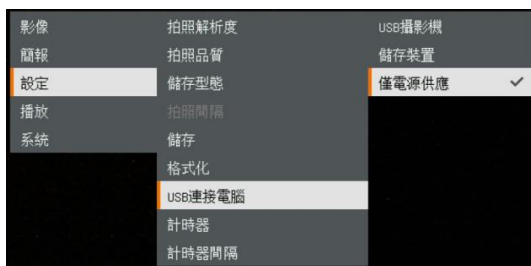 影像
簡報
設定
播放
系統
拍照解析度
拍照品質
儲存型態
拍照間隔
儲存
格式化
USB連接電腦
計時器
計時器間隔
USB攝影機
儲存裝置
僅電源供應 ✓